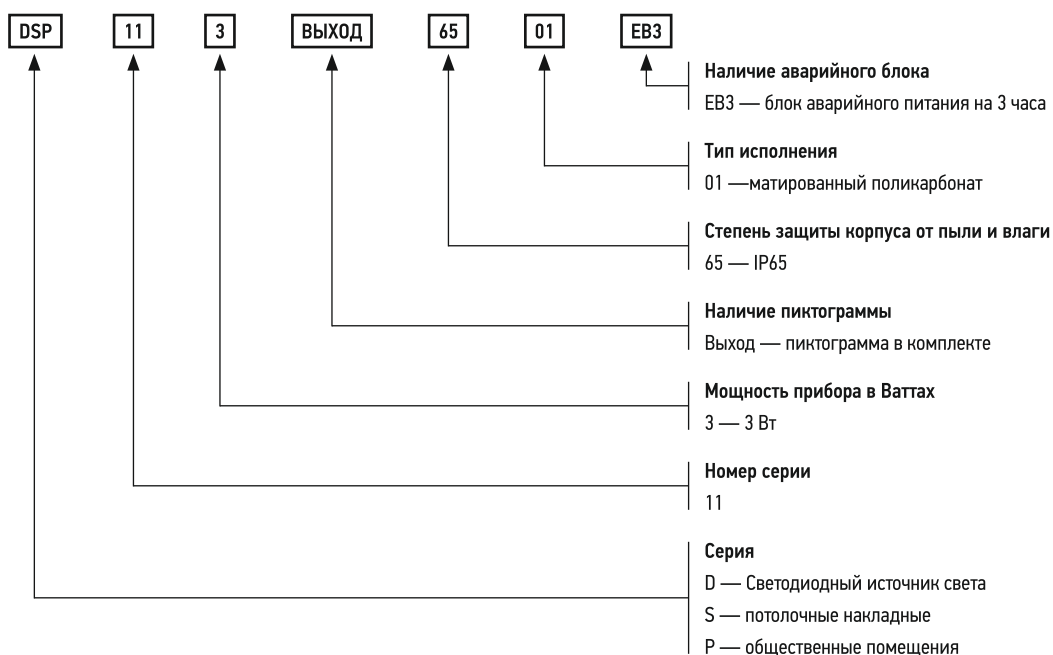 DSP 11 3 ВЫХОД 65 01 EB3
Наличие аварийного блока
EB3 — блок аварийного питания на 3 часа
Тип исполнения
01 —матированный поликарбонат
Степень защиты корпуса от пыли и влаги
65 — IP65
Наличие пиктограммы
Выход — пиктограмма в комплекте
Мощность прибора в Ваттах
3 — 3 Вт
Номер серии
11
Серия
D — Светодиодный источник света
S — потолочные накладные
P — общественные помещения